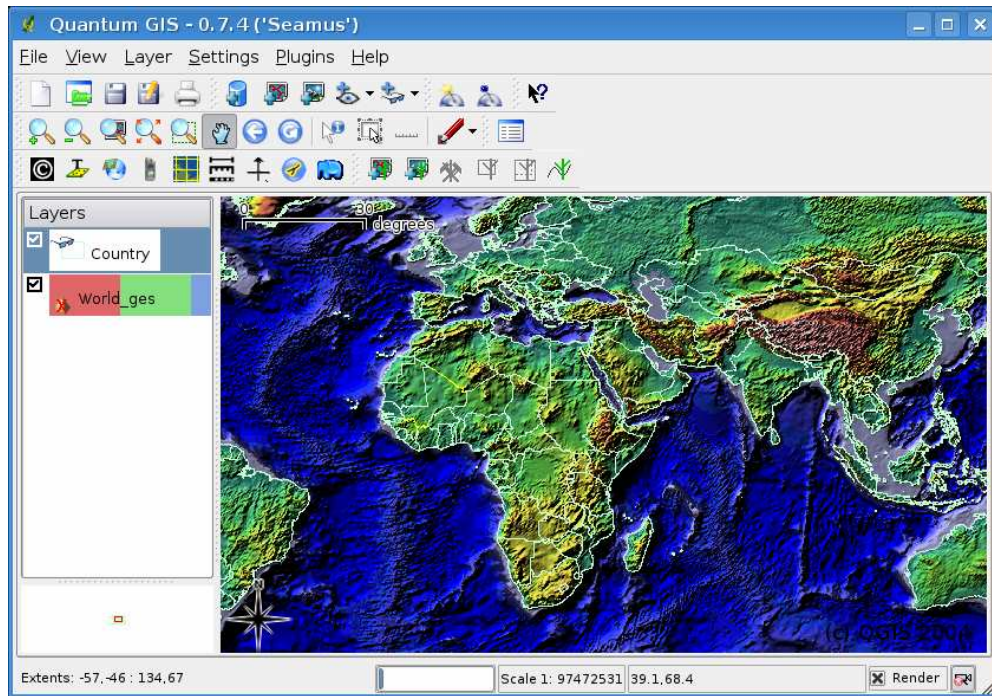 Quantum GIS - 0.7.4 ('Seamus')
File View Layer Settings Plugins Help
Layers
Country
World_ges
0 30
degrees
(c) QGIS
Extents: -57,-46 : 134,67
Scale 1: 97472531
39.1,68.4
Render